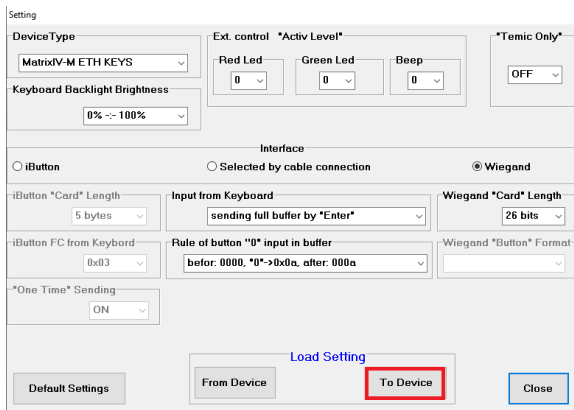 Setting
DeviceType
MatrixIV-M ETH KEYS
Ext. control "Activ Level"
Red Led
0
Green Led
0
Beep
0
"Temic Only"
OFF
Keyboard Backlight Brightness
0% -:- 100%
Interface
iButton
Selected by cable connection
Wiegand
iButton "Card" Length
5 bytes
Input from Keyboard
sending full buffer by "Enter"
Wiegand "Card" Length
26 bits
iButton FC from Keybord
0x03
Rule of button "0" input in buffer
befor: 0000, "0"->0x0a, after: 000a
Wiegand "Button" Format
"One Time" Sending
ON
Load Setting
Default Settings
From Device
To Device
Close